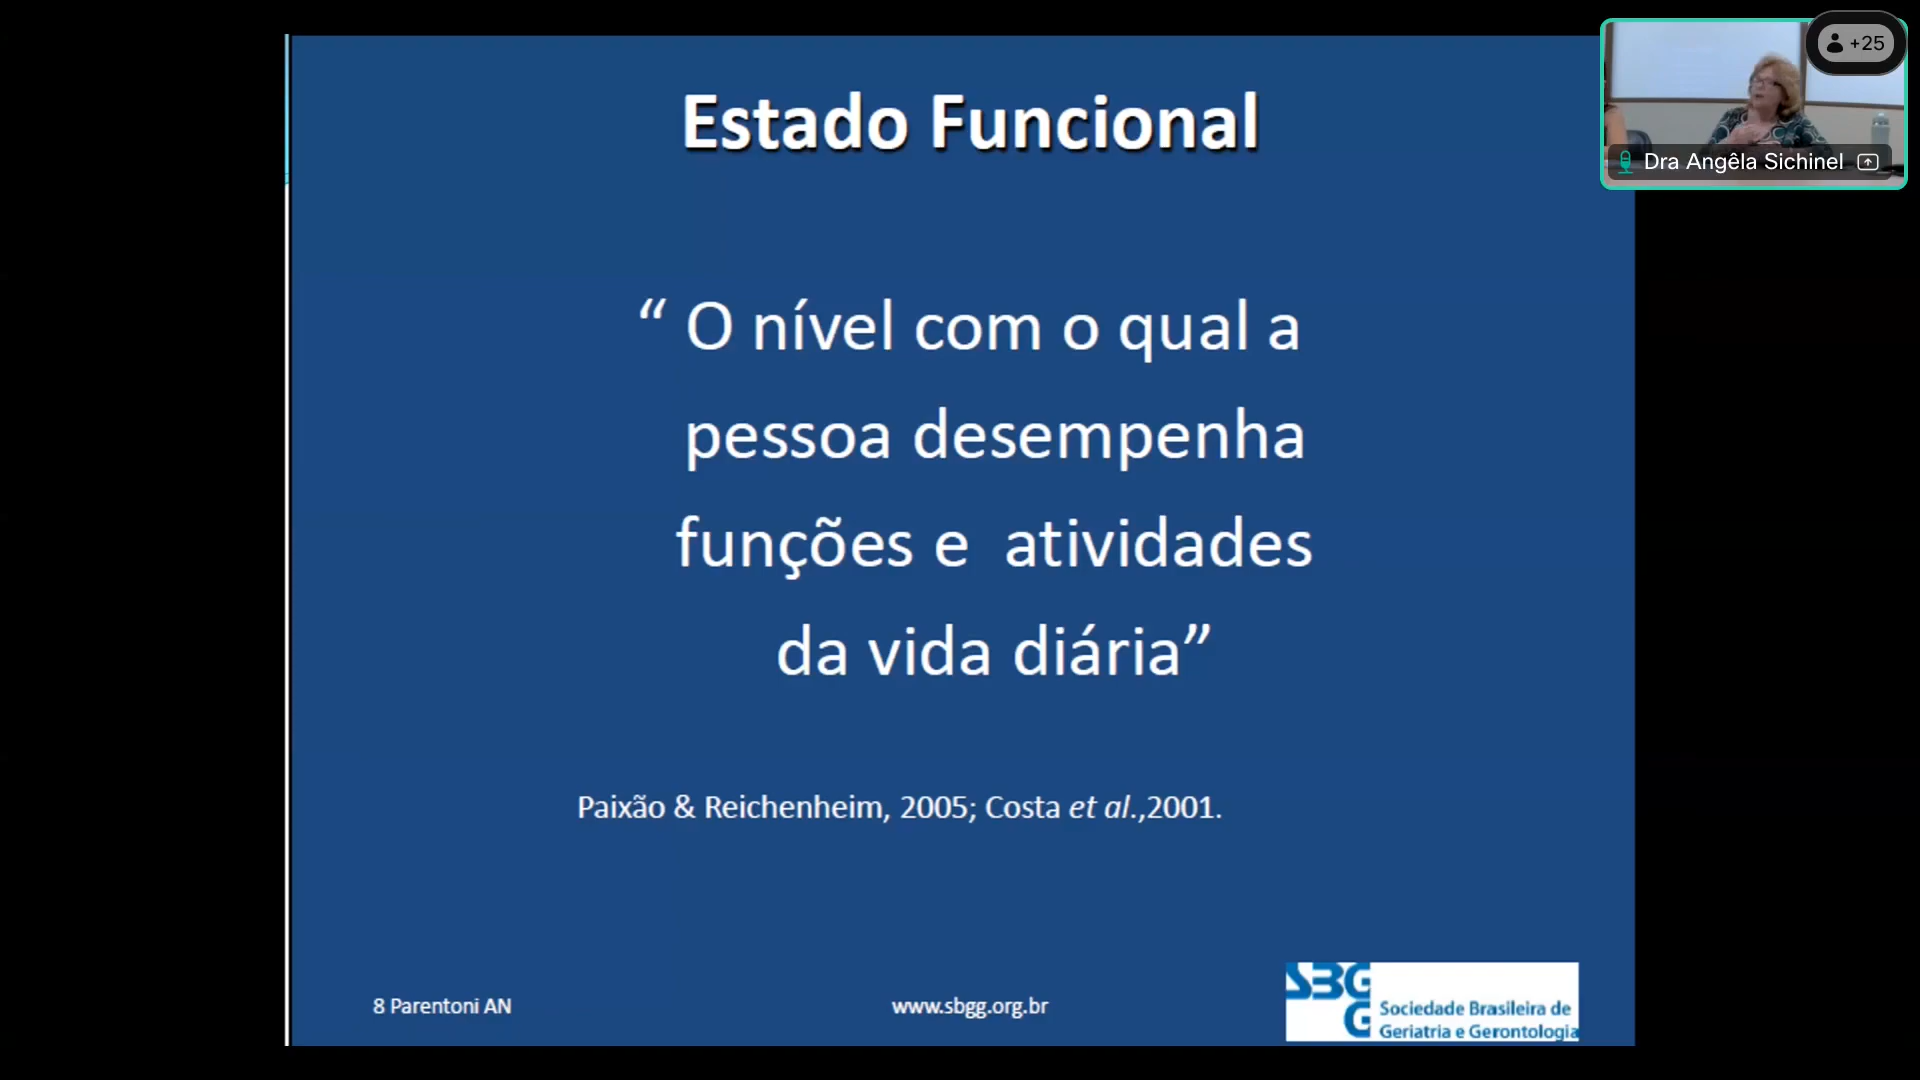 +25
Dra Angêla Sichinel
Estado Funcional
“ O nível com o qual a
pessoa desempenha
funções e atividades
da vida diária”
Paixão & Reichenheim, 2005; Costa et al.,2001.
8 Parentoni AN
www.sbgg.org.br
SBG
G
Sociedade Brasileira de
Geriatria e Gerontologia